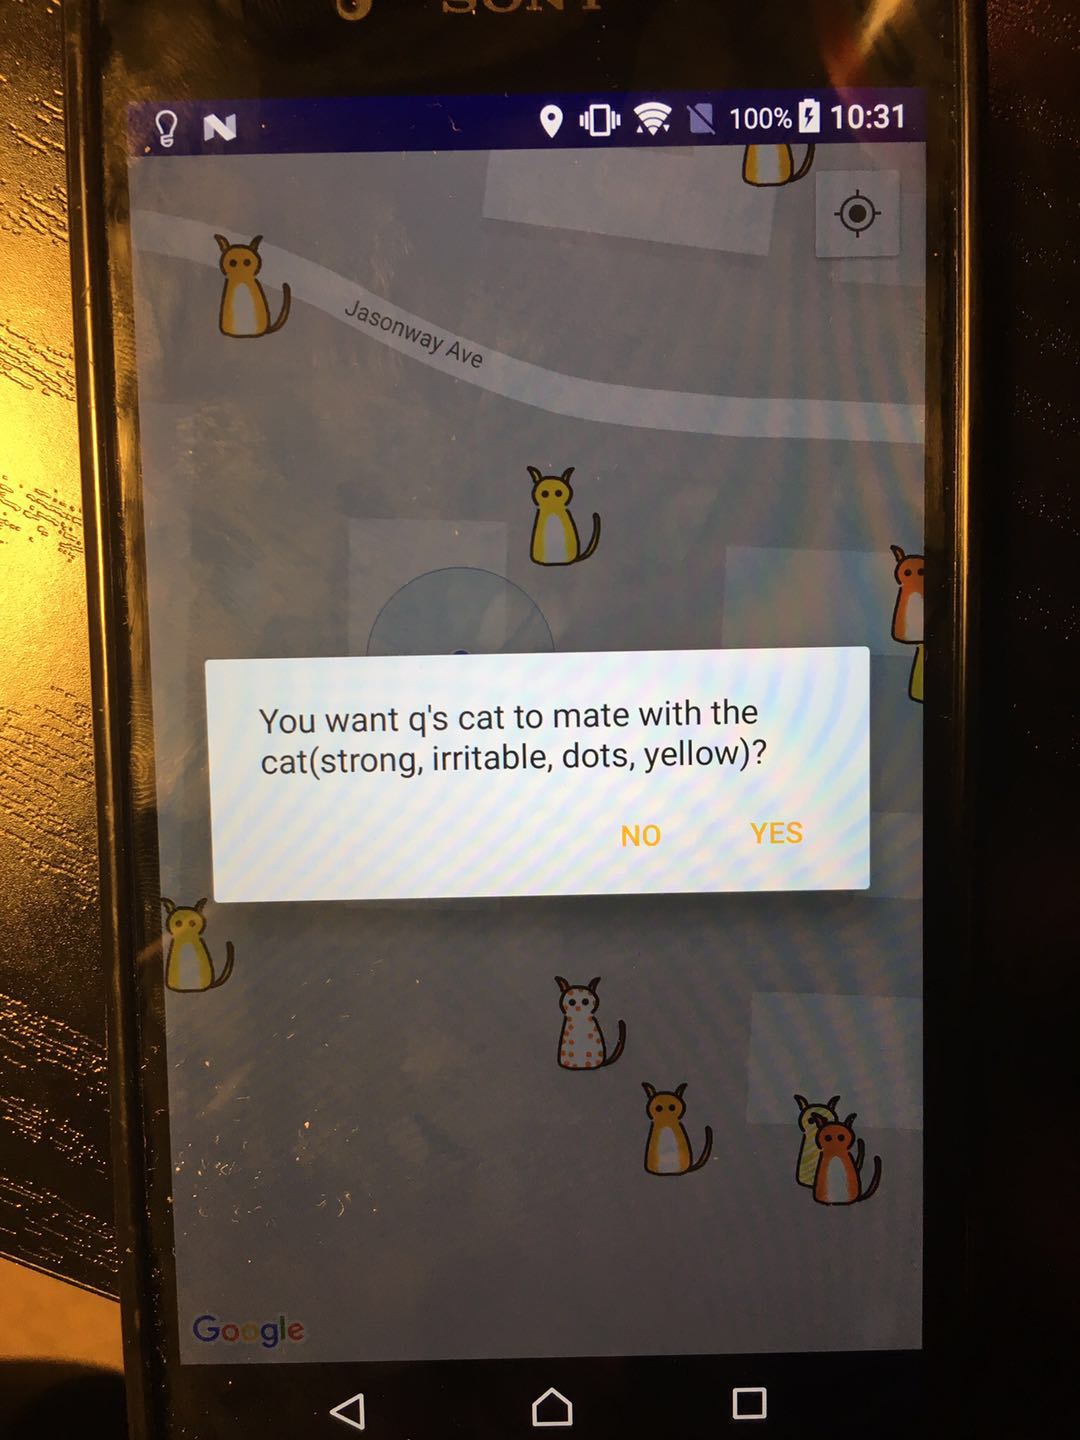 SONY
100% 10:31
Jasonway Ave
You want q's cat to mate with the
cat(strong, irritable, dots, yellow)?
NO YES
Google